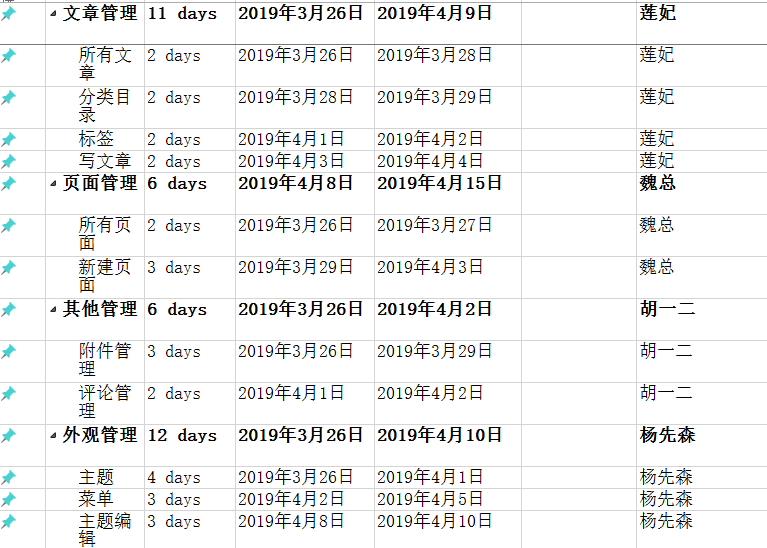 文章管理 11 days 2019年3月26日 2019年4月9日 莲妃
所有文 2 days 2019年3月26日 2019年3月28日 莲妃
章
分类目 2 days 2019年3月28日 2019年3月29日 莲妃
录
标签 2 days 2019年4月1日 2019年4月2日 莲妃
写文章 2 days 2019年4月3日 2019年4月4日 莲妃
页面管理 6 days 2019年4月8日 2019年4月15日 魏总
所有页 2 days 2019年3月26日 2019年3月27日 魏总
面
新建页 3 days 2019年3月29日 2019年4月3日 魏总
面
其他管理 6 days 2019年3月26日 2019年4月2日 胡一二
附件管 3 days 2019年3月26日 2019年3月29日 胡一二
理
评论管 2 days 2019年4月1日 2019年4月2日 胡一二
理
外观管理 12 days 2019年3月26日 2019年4月10日 杨先森
主题 4 days 2019年3月26日 2019年4月1日 杨先森
菜单 3 days 2019年4月2日 2019年4月5日 杨先森
主题编 3 days 2019年4月8日 2019年4月10日 杨先森
辑